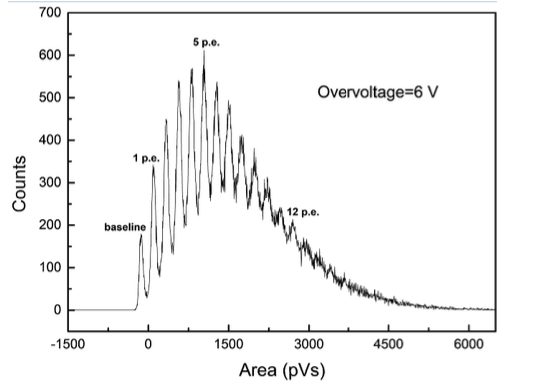 700
600
500
400
300
200
100
0
Counts
5 p.e.
Overvoltage=6 V
1 p.e.
baseline
12 p.e.
-1500
0
1500
3000
4500
6000
Area (pVs)